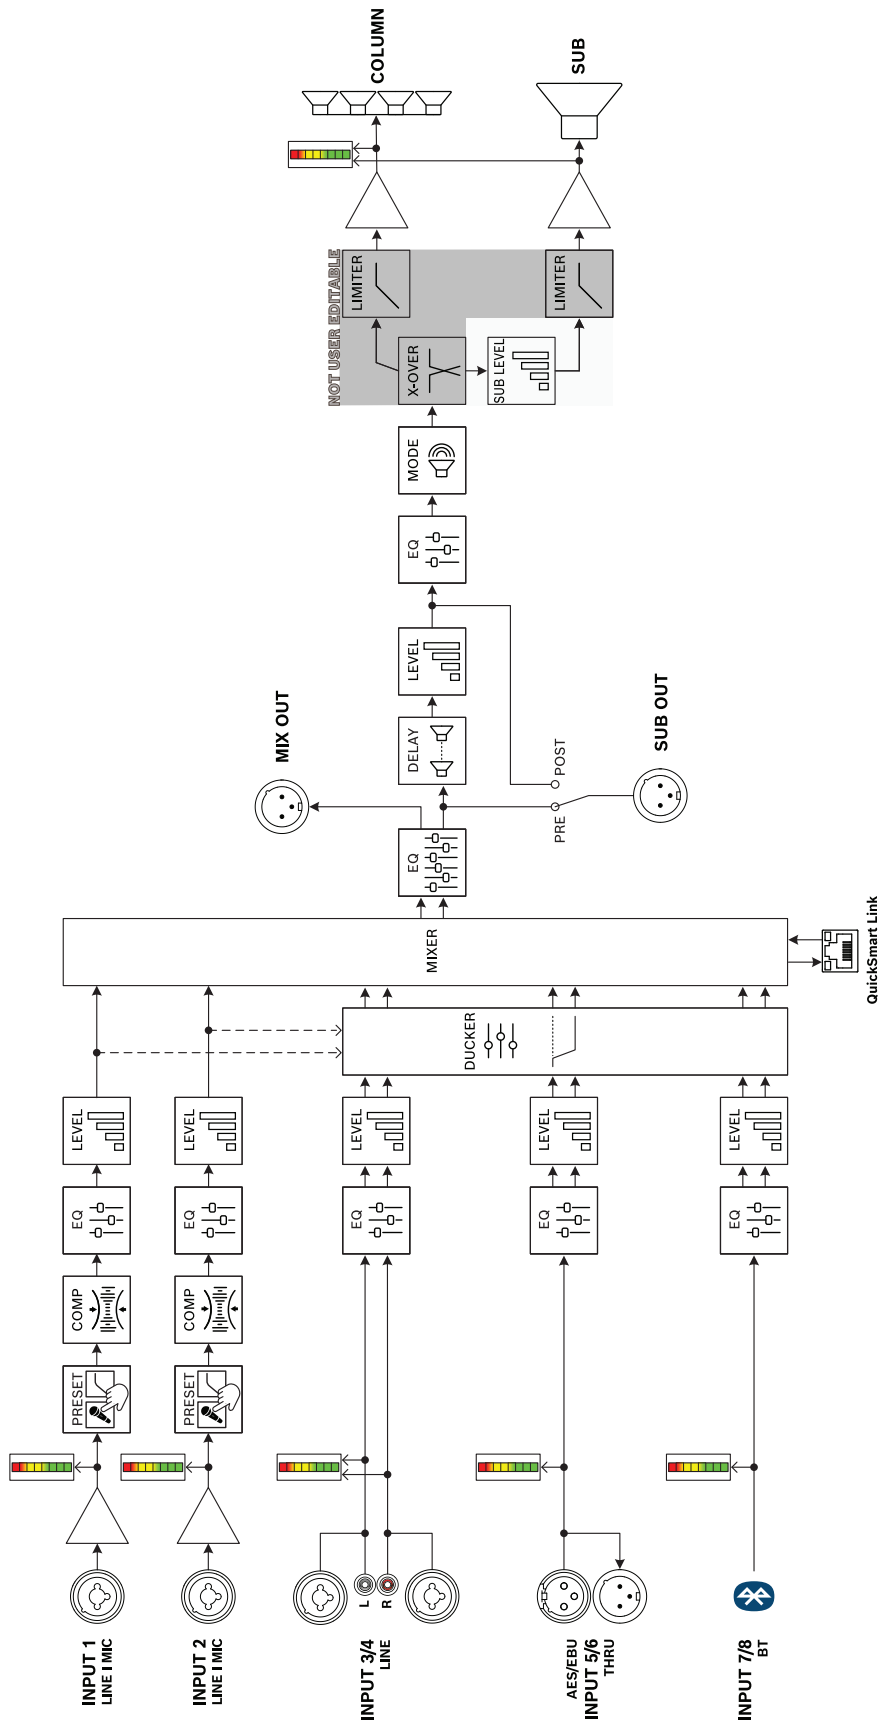 INPUT 1
LINE I MIC
PRESET
COMP
EQ
LEVEL
INPUT 2
LINE I MIC
PRESET
COMP
EQ
LEVEL
INPUT 3/4
LINE
L
R
EQ
LEVEL
AES/EBU
INPUT 5/6
THRU
EQ
LEVEL
INPUT 7/8
BT
EQ
LEVEL
DUCKER
MIXER
QuickSmart Link
EQ
MIX OUT
PRE
POST
SUB OUT
DELAY
LEVEL
EQ
MODE
NOT USER EDITABLE
X-OVER
SUB LEVEL
LIMITER
LIMITER
COLUMN
SUB